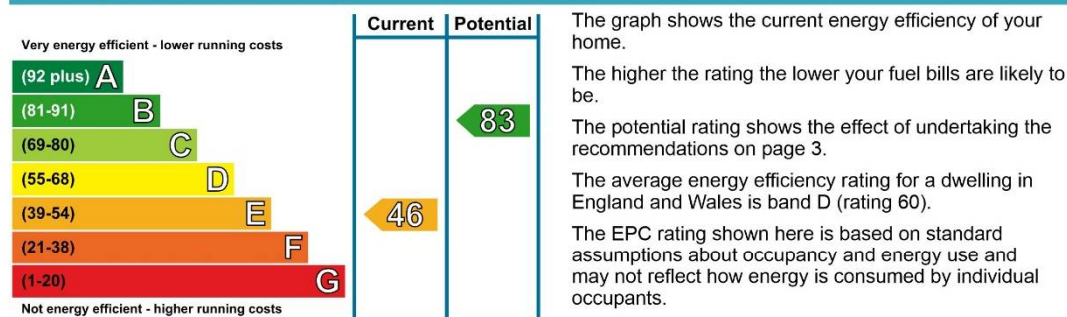 Current Potential
Very energy efficient - lower running costs
(92 plus) A
(81-91) B
83
(69-80) C
(55-68) D
(39-54) E
46
(21-38) F
(1-20) G
Not energy efficient - higher running costs
The graph shows the current energy efficiency of your
home.
The higher the rating the lower your fuel bills are likely to
be.
The potential rating shows the effect of undertaking the
recommendations on page 3.
The average energy efficiency rating for a dwelling in
England and Wales is band D (rating 60).
The EPC rating shown here is based on standard
assumptions about occupancy and energy use and
may not reflect how energy is consumed by individual
occupants.